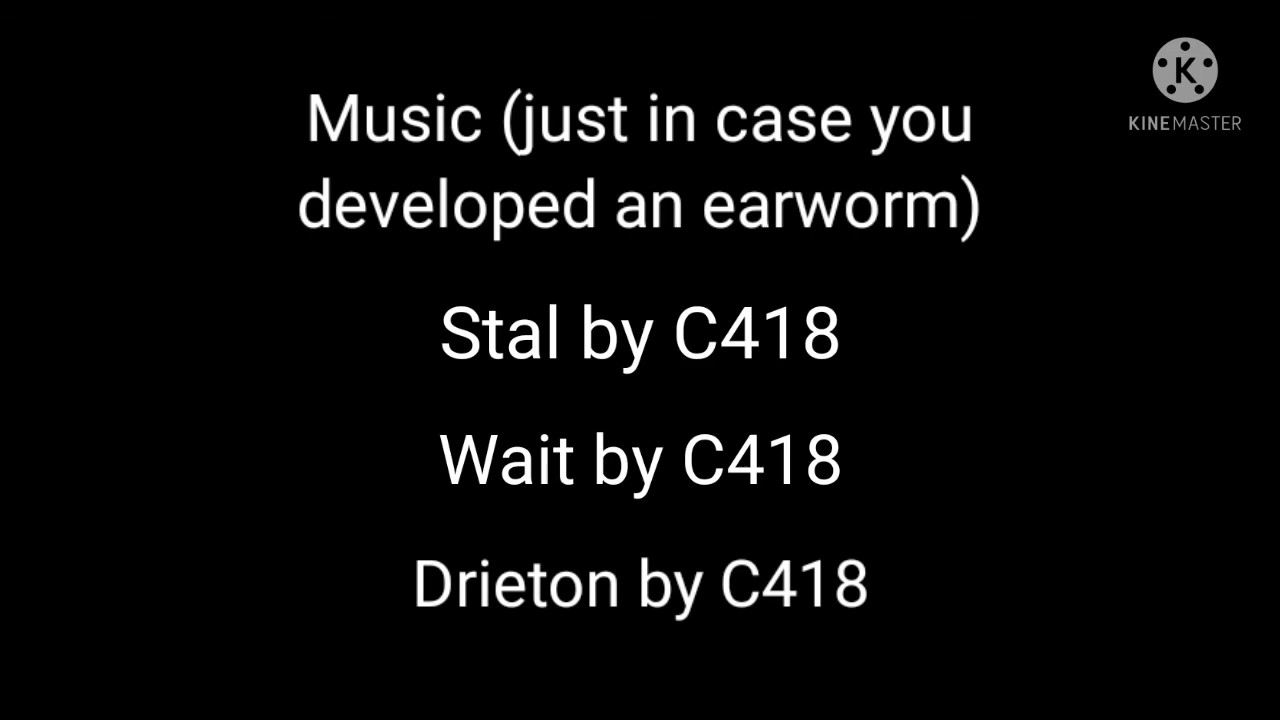 K
KINEMASTER
Music (just in case you
developed an earworm)
Stal by C418
Wait by C418
Drieton by C418